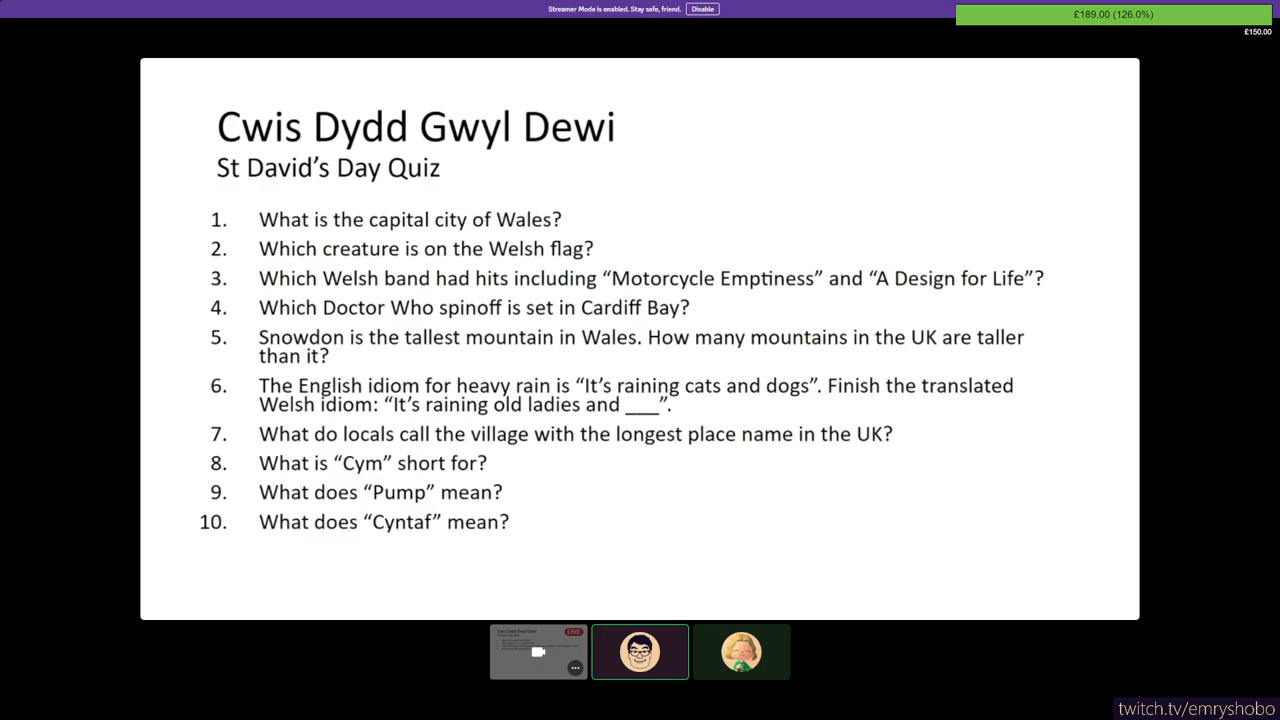 Streamer Mode is enabled. Stay safe, friend. Disable
£189.00 (126.0%)
£150.00
Cwis Dydd Gwyl Dewi
St David's Day Quiz
1. What is the capital city of Wales?
2. Which creature is on the Welsh flag?
3. Which Welsh band had hits including “Motorcycle Emptiness” and “A Design for Life”?
4. Which Doctor Who spinoff is set in Cardiff Bay?
5. Snowdon is the tallest mountain in Wales. How many mountains in the UK are taller
than it?
6. The English idiom for heavy rain is “It’s raining cats and dogs”. Finish the translated
Welsh idiom: “It’s raining old ladies and ___”.
7. What do locals call the village with the longest place name in the UK?
8. What is “Cym” short for?
9. What does “Pump” mean?
10. What does “Cyntaf” mean?
Cwis Dydd Gwyl Dewi
LIVE
twitch.tv/emryshobo